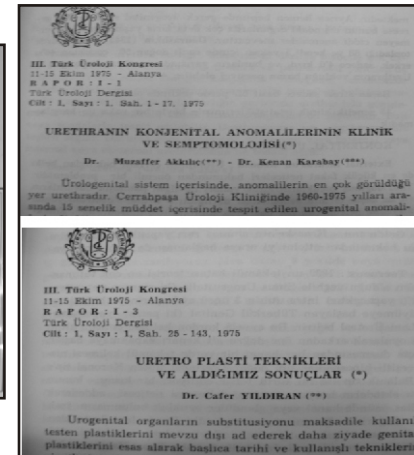 III. Türk Üroloji Kongresi
11-15 Ekim 1975 - Alanya
R A P O R : I - 1
Türk Üroloji Dergisi
Cilt : 1, Sayı : 1, Sah. 1 - 17, 1975
URETHRANIN KONJENITAL ANOMALILERININ KLINIK
VE SEMPTOMOLOJİSİ(*)
Dr. Muzaffer Akkılıç(**) - Dr. Kenan Karabay(***)
Ürologenital sistem içerisinde, anomalilerin en çok görüldüğü
yer urethradır. Cerrahpaşa Üroloji Kliniğinde 1960-1975 yılları ara-
sında 15 senelik müddet içerisinde tespit edilen urogenital anomali-
III. Türk Üroloji Kongresi
11-15 Ekim 1975 - Alanya
R A P O R : I - 3
Türk Üroloji Dergisi
Cilt : 1, Sayı : 1, Sah. 25 - 143, 1975
URETRO PLASTİ TEKNİKLERİ
VE ALDIĞIMIZ SONUÇLAR (*)
Dr. Cafer YILDIRAN (**)
Urogenital organların substitusyonu maksadile kullanı
testen plastiklerini mevzu dışı ad ederek daha ziyade genita
plastiklerini esas alarak başlıca tarihi ve kullanışlı teknikleri